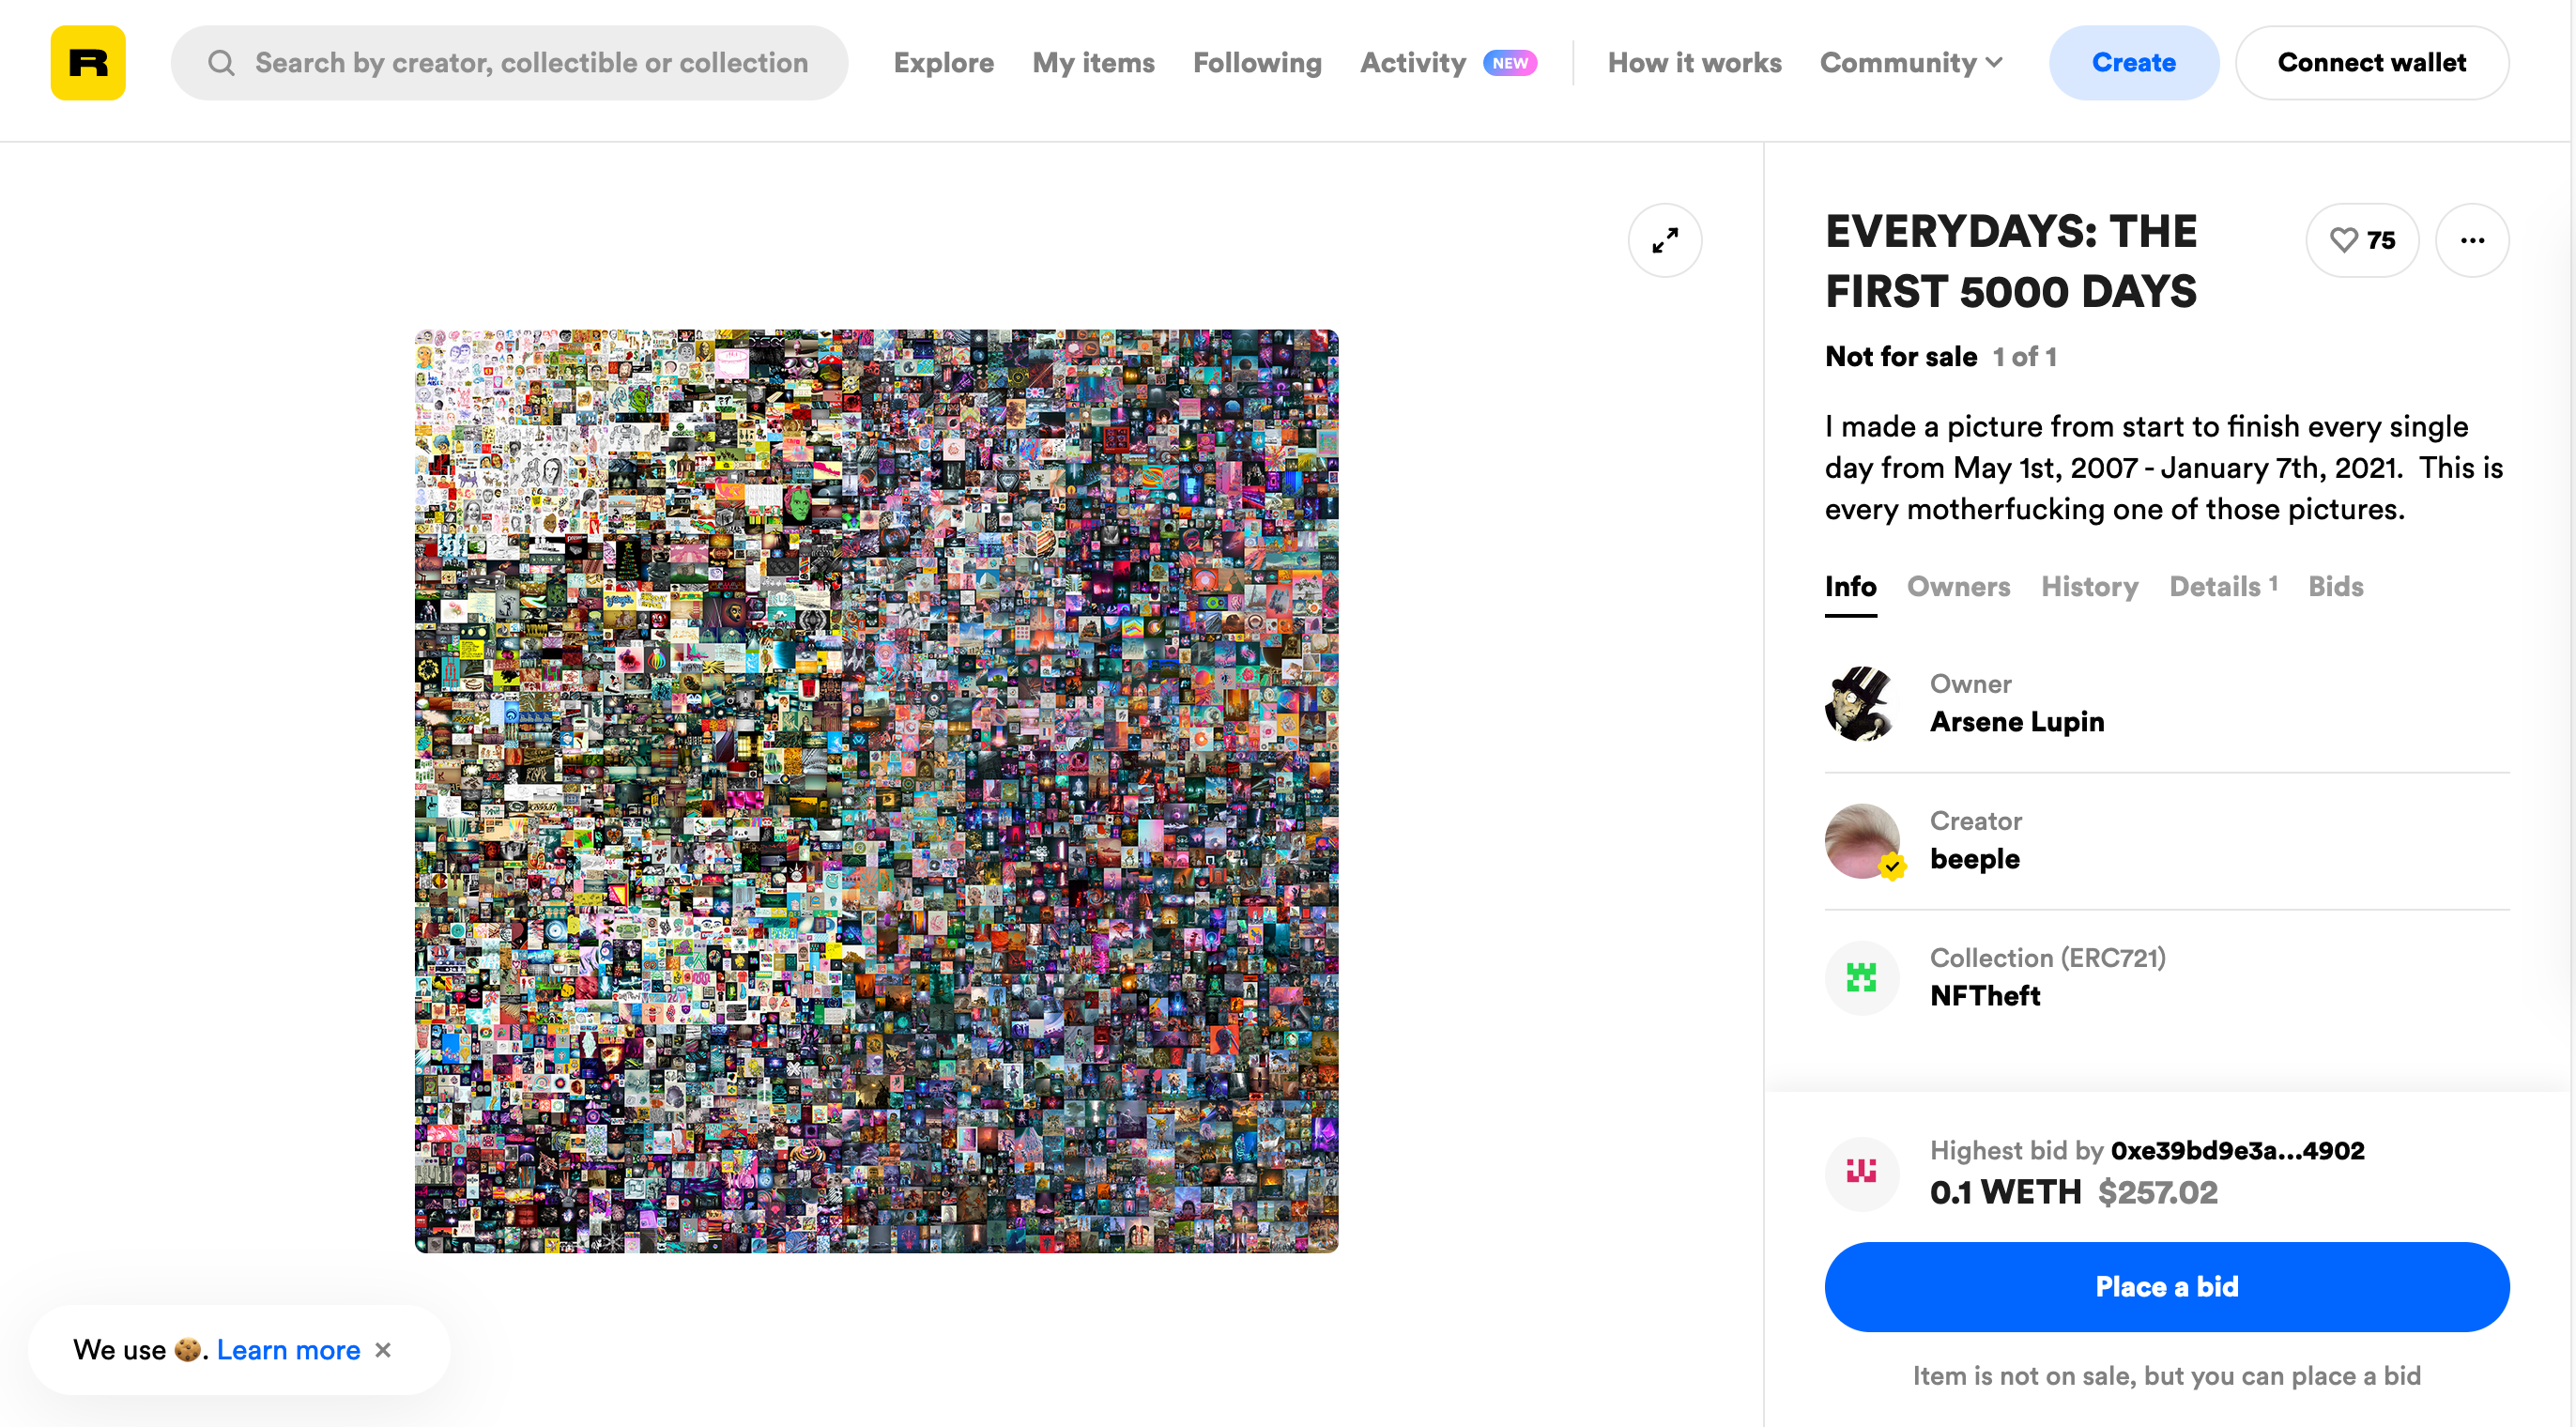 R
Search by creator, collectible or collection
Explore
My items
Following
Activity NEW
How it works
Community
Create
Connect wallet
EVERYDAYS: THE
FIRST 5000 DAYS
75
Not for sale 1 of 1
I made a picture from start to finish every single
day from May 1st, 2007 - January 7th, 2021. This is
every motherfucking one of those pictures.
Info Owners History Details 1 Bids
Owner
Arsene Lupin
Creator
beeple
Collection (ERC721)
NFTheft
Highest bid by 0xe39bd9e3a...4902
0.1 WETH $257.02
Place a bid
Item is not on sale, but you can place a bid
We use 🍪. Learn more ×